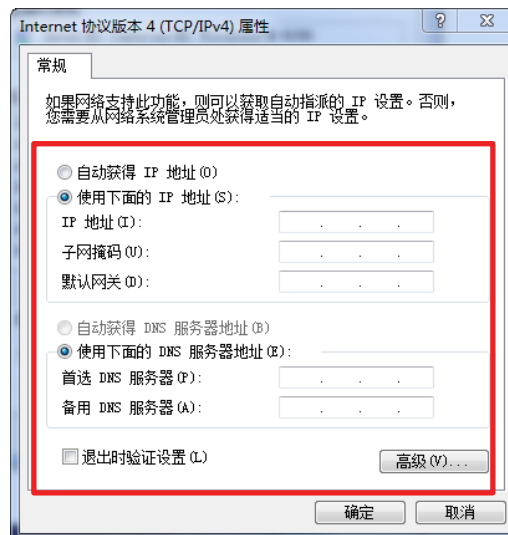 Internet 协议版本 4 (TCP/IPv4) 属性
常规
如果网络支持此功能，则可以获取自动指派的 IP 设置。否则，
您需要从网络系统管理员处获得适当的 IP 设置。
自动获得 IP 地址(O)
使用下面的 IP 地址(S):
IP 地址(I):
子网掩码(U):
默认网关(D):
自动获得 DNS 服务器地址(B)
使用下面的 DNS 服务器地址(E):
首选 DNS 服务器(P):
备用 DNS 服务器(A):
退出时验证设置(L)
高级(V)...
确定 取消